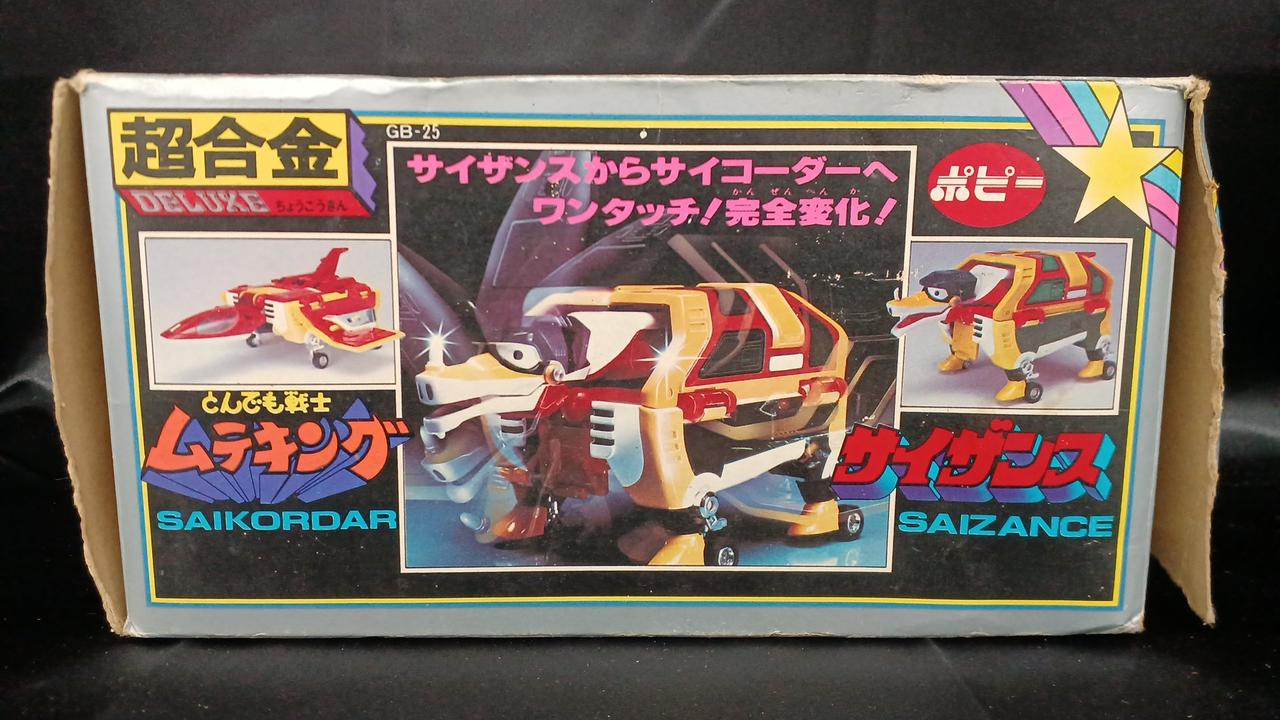 超合金
DELUXE ちょうごうきん
GB-25
サイザンスからサイコーダーへ
かんぜんへんか
ワンタッチ!完全変化!
ポピー
とんでも戦士
ムテキング
SAIKORDAR
サイザンス
SAIZANCE